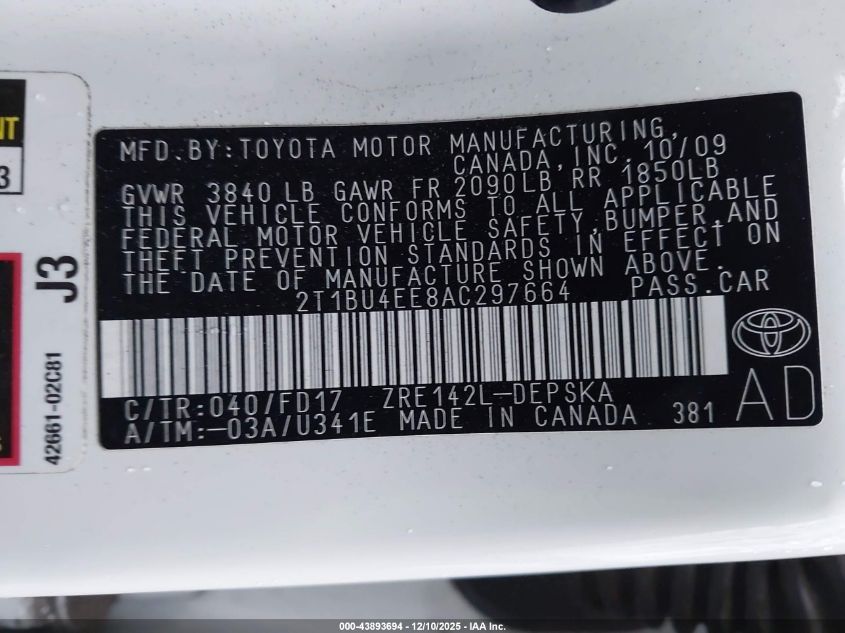 MFD.BY:TOYOTA MOTOR MANUFACTURING,
CANADA,INC. 10/09
GVWR 3840LB GAWR FR 2090LB RR 1850LB
THIS VEHICLE CONFORMS TO ALL APPLICABLE
FEDERAL MOTOR VEHICLE SAFETY,BUMPER,AND
THEFT PREVENTION STANDARDS IN EFFECT ON
THE DATE OF MANUFACTURE SHOWN ABOVE.
2T1BU4EE8AC297664 PASS.CAR
C/TR:040/FD17 ZRE142L-DEPSKA
A/TM:-03A/U341E MADE IN CANADA 381
AD
J3
42661-02C81
3
000-43893694 - 12/10/2025 - IAA Inc.